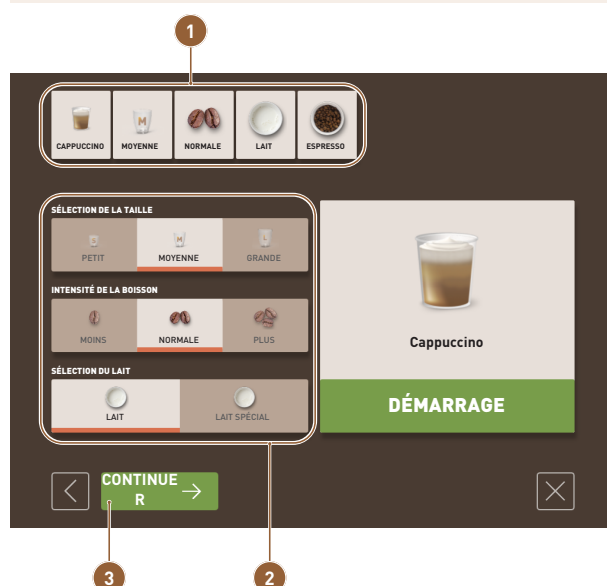 1
M
CAPPUCCINO MOYENNE NORMALE LAIT ESPRESSO
SÉLECTION DE LA TAILLE
S M L
PETIT MOYENNE GRANDE
INTENSITÉ DE LA BOISSON
MOINS NORMALE PLUS
SÉLECTION DU LAIT
LAIT LAIT SPÉCIAL
Cappuccino
DÉMARRAGE
CONTINUE
R
3 2